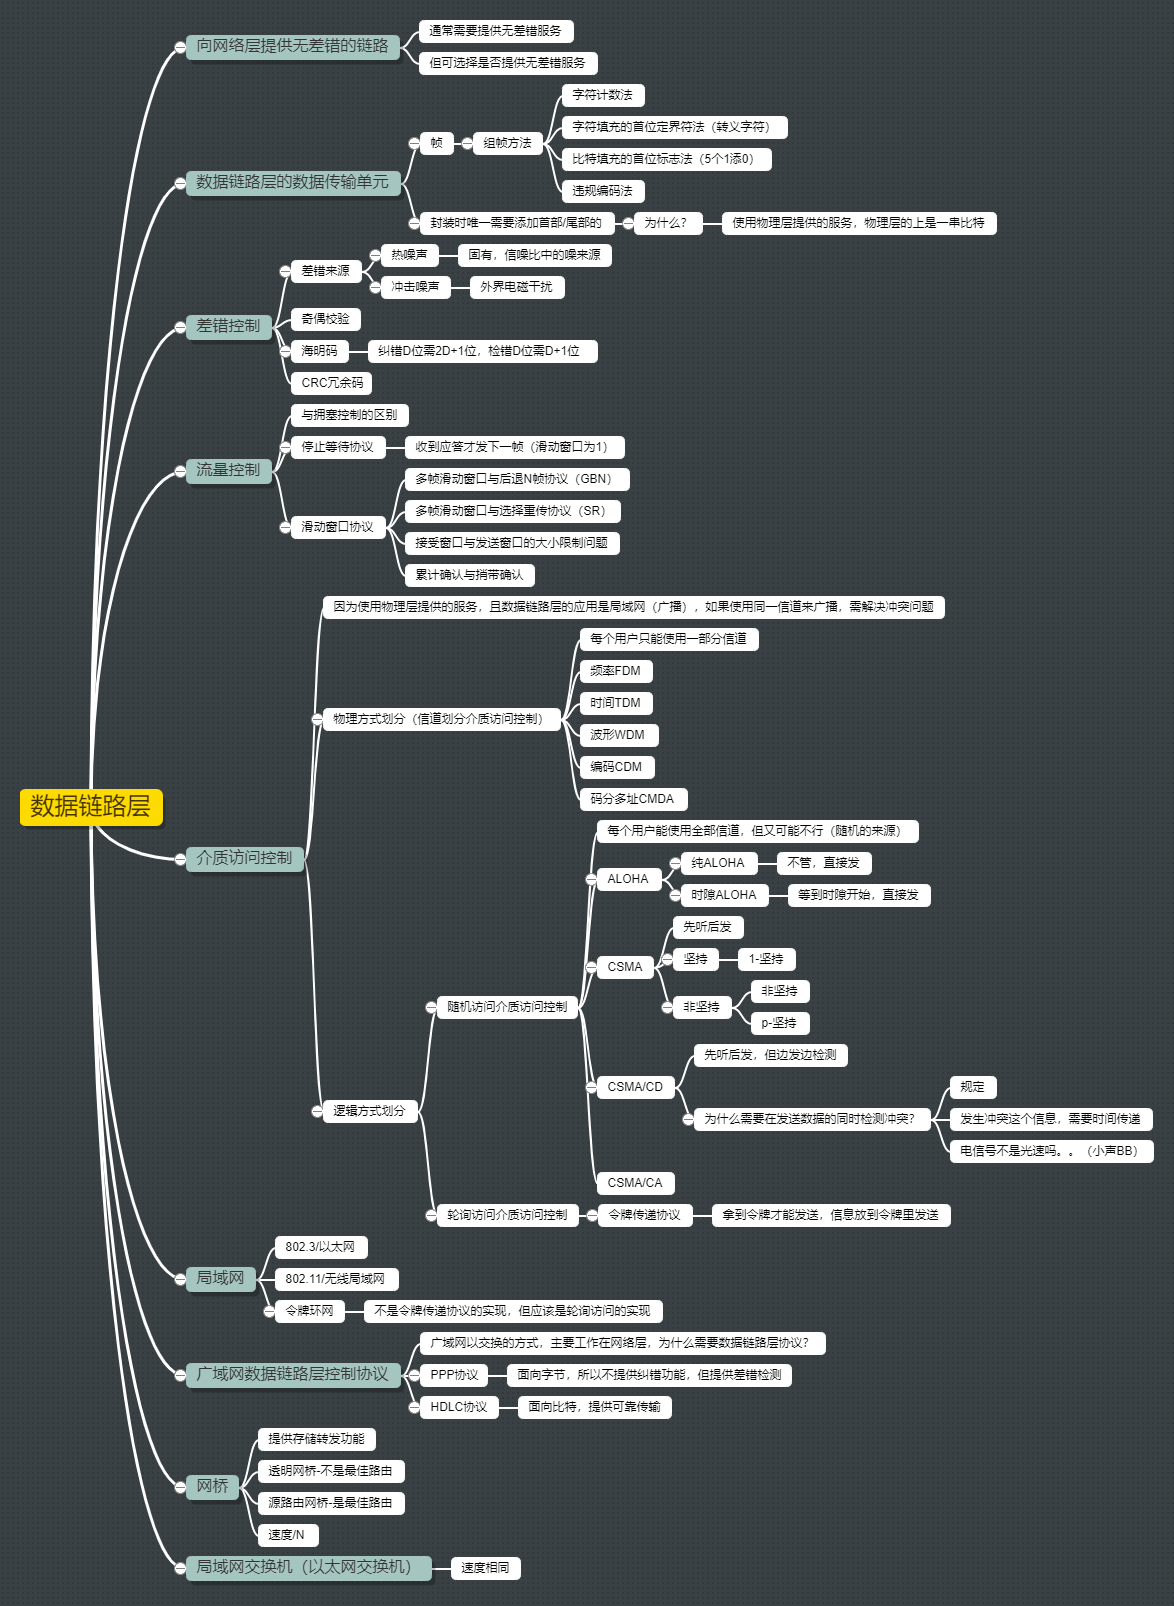 向网络层提供无差错的链路
通常需要提供无差错服务
但可选择是否提供无差错服务
数据链路层的数据传输单元
帧
组帧方法
字符计数法
字符填充的首位定界符法（转义字符）
比特填充的首位标志法（5个1添0）
违规编码法
封装时唯一需要添加首部/尾部的
为什么？
使用物理层提供的服务，物理层的上是一串比特
差错控制
差错来源
热噪声
固有，信噪比中的噪来源
冲击噪声
外界电磁干扰
奇偶校验
海明码
纠错D位需2D+1位，检错D位需D+1位
CRC冗余码
流量控制
与拥塞控制的区别
停止等待协议
收到应答才发下一帧（滑动窗口为1）
滑动窗口协议
多帧滑动窗口与后退N帧协议（GBN）
多帧滑动窗口与选择重传协议（SR）
接受窗口与发送窗口的大小限制问题
累计确认与捎带确认
数据链路层
介质访问控制
因为使用物理层提供的服务，且数据链路层的应用是局域网（广播），如果使用同一信道来广播，需解决冲突问题
物理方式划分（信道划分介质访问控制）
每个用户只能使用一部分信道
频率FDM
时间TDM
波形WDM
编码CDM
码分多址CMDA
逻辑方式划分
随机访问介质访问控制
每个用户能使用全部信道，但又可能不行（随机的来源）
ALOHA
纯ALOHA
不管，直接发
时隙ALOHA
等到时隙开始，直接发
CSMA
先听后发
坚持
1-坚持
非坚持
非坚持
p-坚持
CSMA/CD
先听后发，但边发边检测
为什么需要在发送数据的同时检测冲突？
规定
发生冲突这个信息，需要时间传递
电信号不是光速吗。。（小声BB）
CSMA/CA
轮询访问介质访问控制
令牌传递协议
拿到令牌才能发送，信息放到令牌里发送
局域网
802.3/以太网
802.11/无线局域网
令牌环网
不是令牌传递协议的实现，但应该是轮询访问的实现
广域网数据链路层控制协议
广域网以交换的方式，主要工作在网络层，为什么需要数据链路层协议？
PPP协议
面向字节，所以不提供纠错功能，但提供差错检测
HDLC协议
面向比特，提供可靠传输
网桥
提供存储转发功能
透明网桥-不是最佳路由
源路由网桥-是最佳路由
速度/N
局域网交换机（以太网交换机）
速度相同